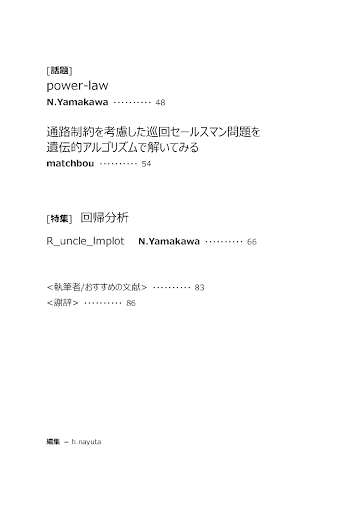 [話題]
power-law
N.Yamakawa ·········· 48
通路制約を考慮した巡回セールスマン問題を
遺伝的アルゴリズムで解いてみる
matchbou ·········· 54
[特集] 回帰分析
R_uncle_lmplot N.Yamakawa ·········· 66
<執筆者/おすすめの文献> ·········· 83
<謝辞> ·········· 86
編集 − h.nayuta